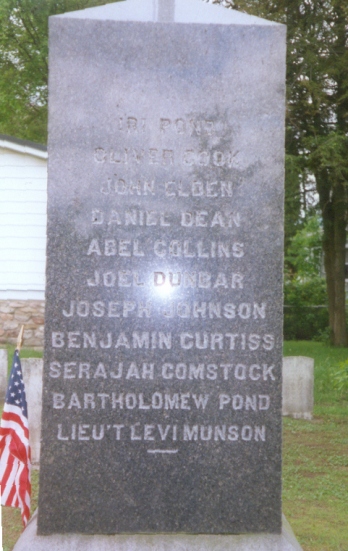 IRI POND
OLIVER COOK
JOHN ELDEN
DANIEL DEAN
ABEL COLLINS
JOEL DUNBAR
JOSEPH JOHNSON
BENJAMIN CURTISS
SERAJAH COMSTOCK
BARTHOLOMEW POND
LIEU'T LEVI MUNSON